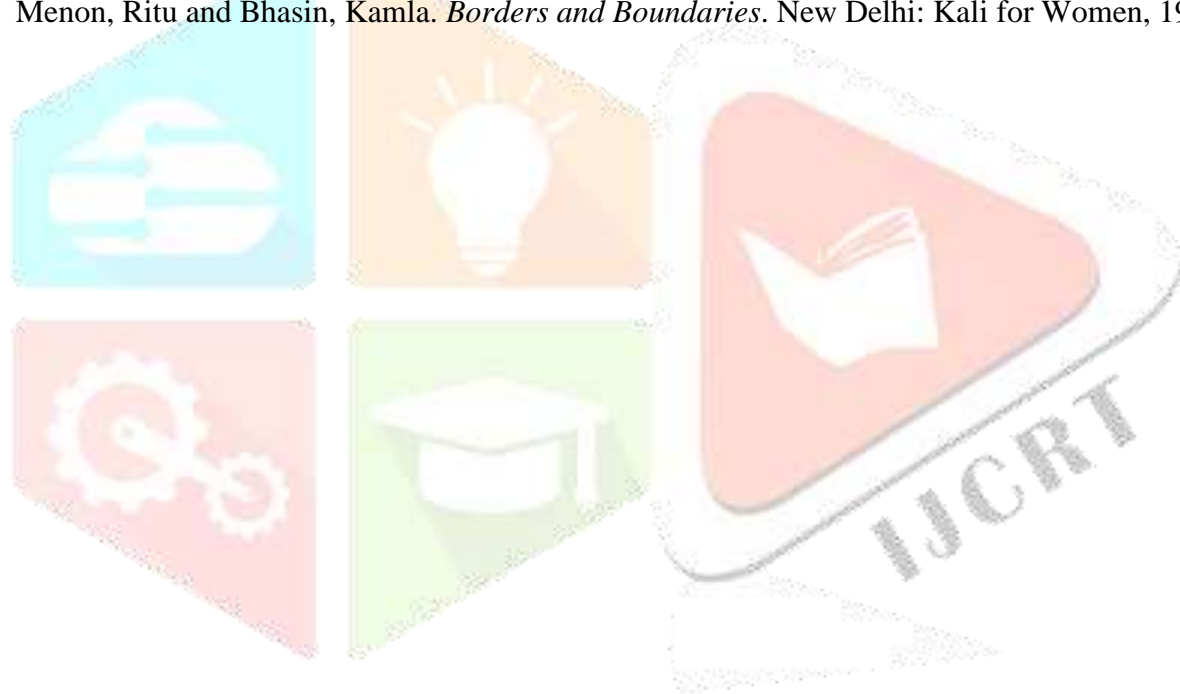 Menon, Ritu and Bhasin, Kamla. Borders and Boundaries. New Delhi: Kali for Women, 19
IJCRT